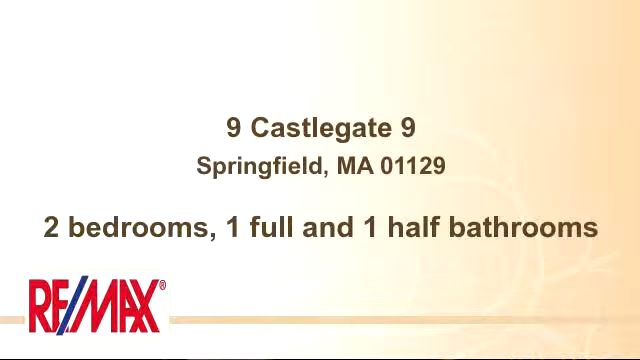 9 Castlegate 9
Springfield, MA 01129
2 bedrooms, 1 full and 1 half bathrooms
RE/MAX®